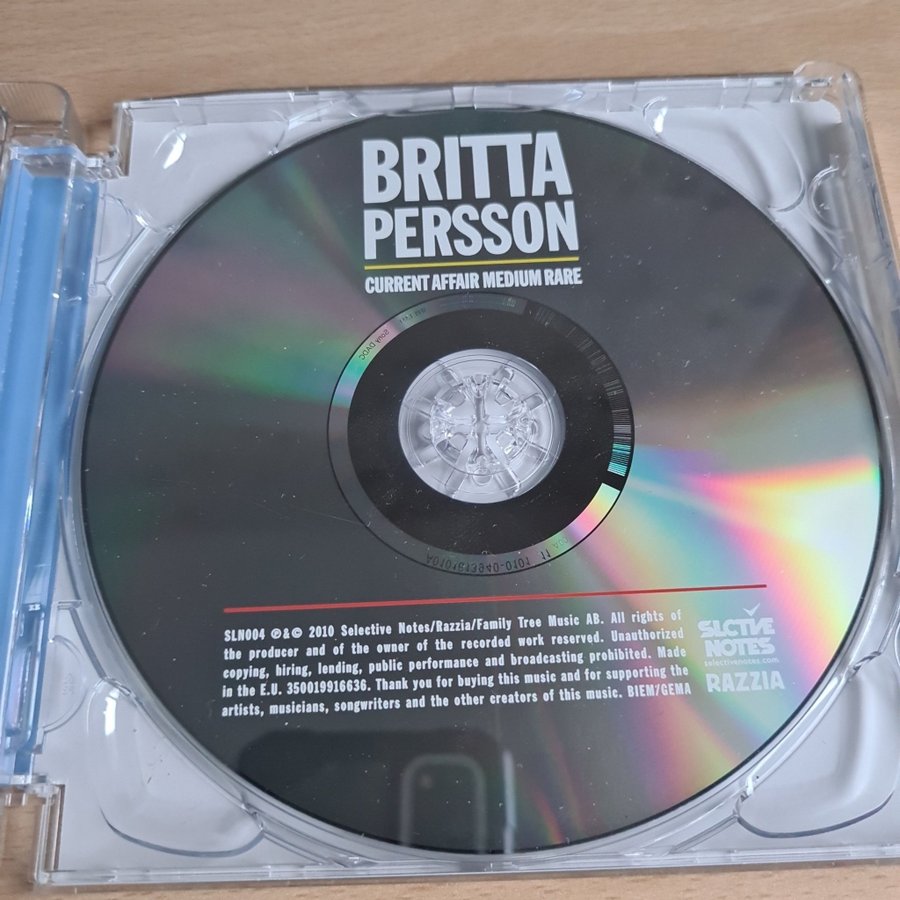 BRITTA
PERSSON
CURRENT AFFAIR MEDIUM RARE
Sony DADC
SLN004 ℗&© 2010 Selective Notes/Razzia/Family Tree Music AB. All rights of
the producer and of the owner of the recorded work reserved. Unauthorized
copying, hiring, lending, public performance and broadcasting prohibited. Made
in the E.U. 350019916636. Thank you for buying this music and for supporting the
artists, musicians, songwriters and the other creators of this music. BIEM/GEMA
SLCTIVE
NOTES
selectivenotes.com
RAZZIA